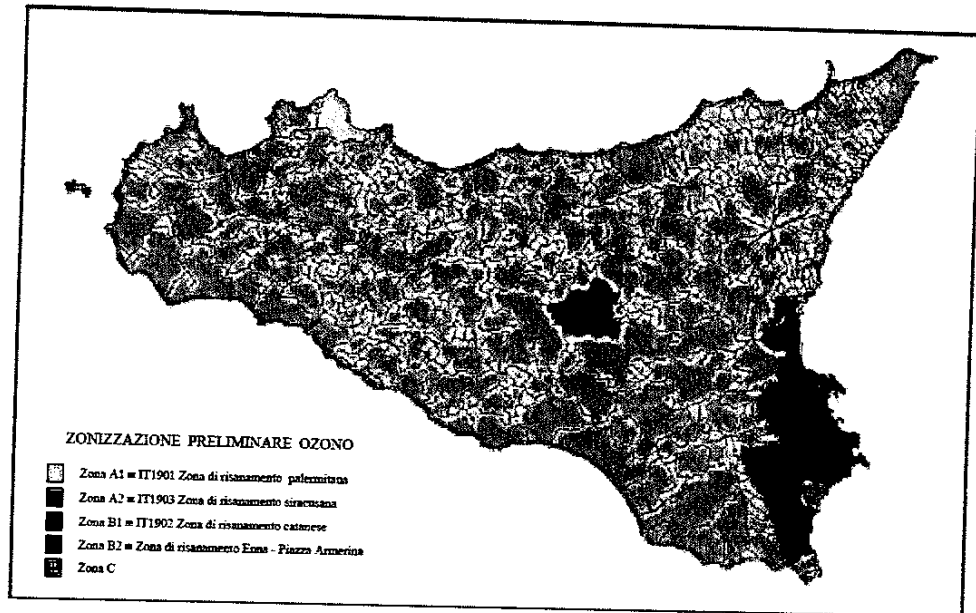 ZONIZZAZIONE PRELIMINARE OZONO
Zona A1 = IT1901 Zona di risanamento palermitana
Zona A2 = IT1903 Zona di risanamento siracusana
Zona B1 = IT1902 Zona di risanamento catanese
Zona B2 = Zona di risanamento Enna - Piazza Armerina
Zona C